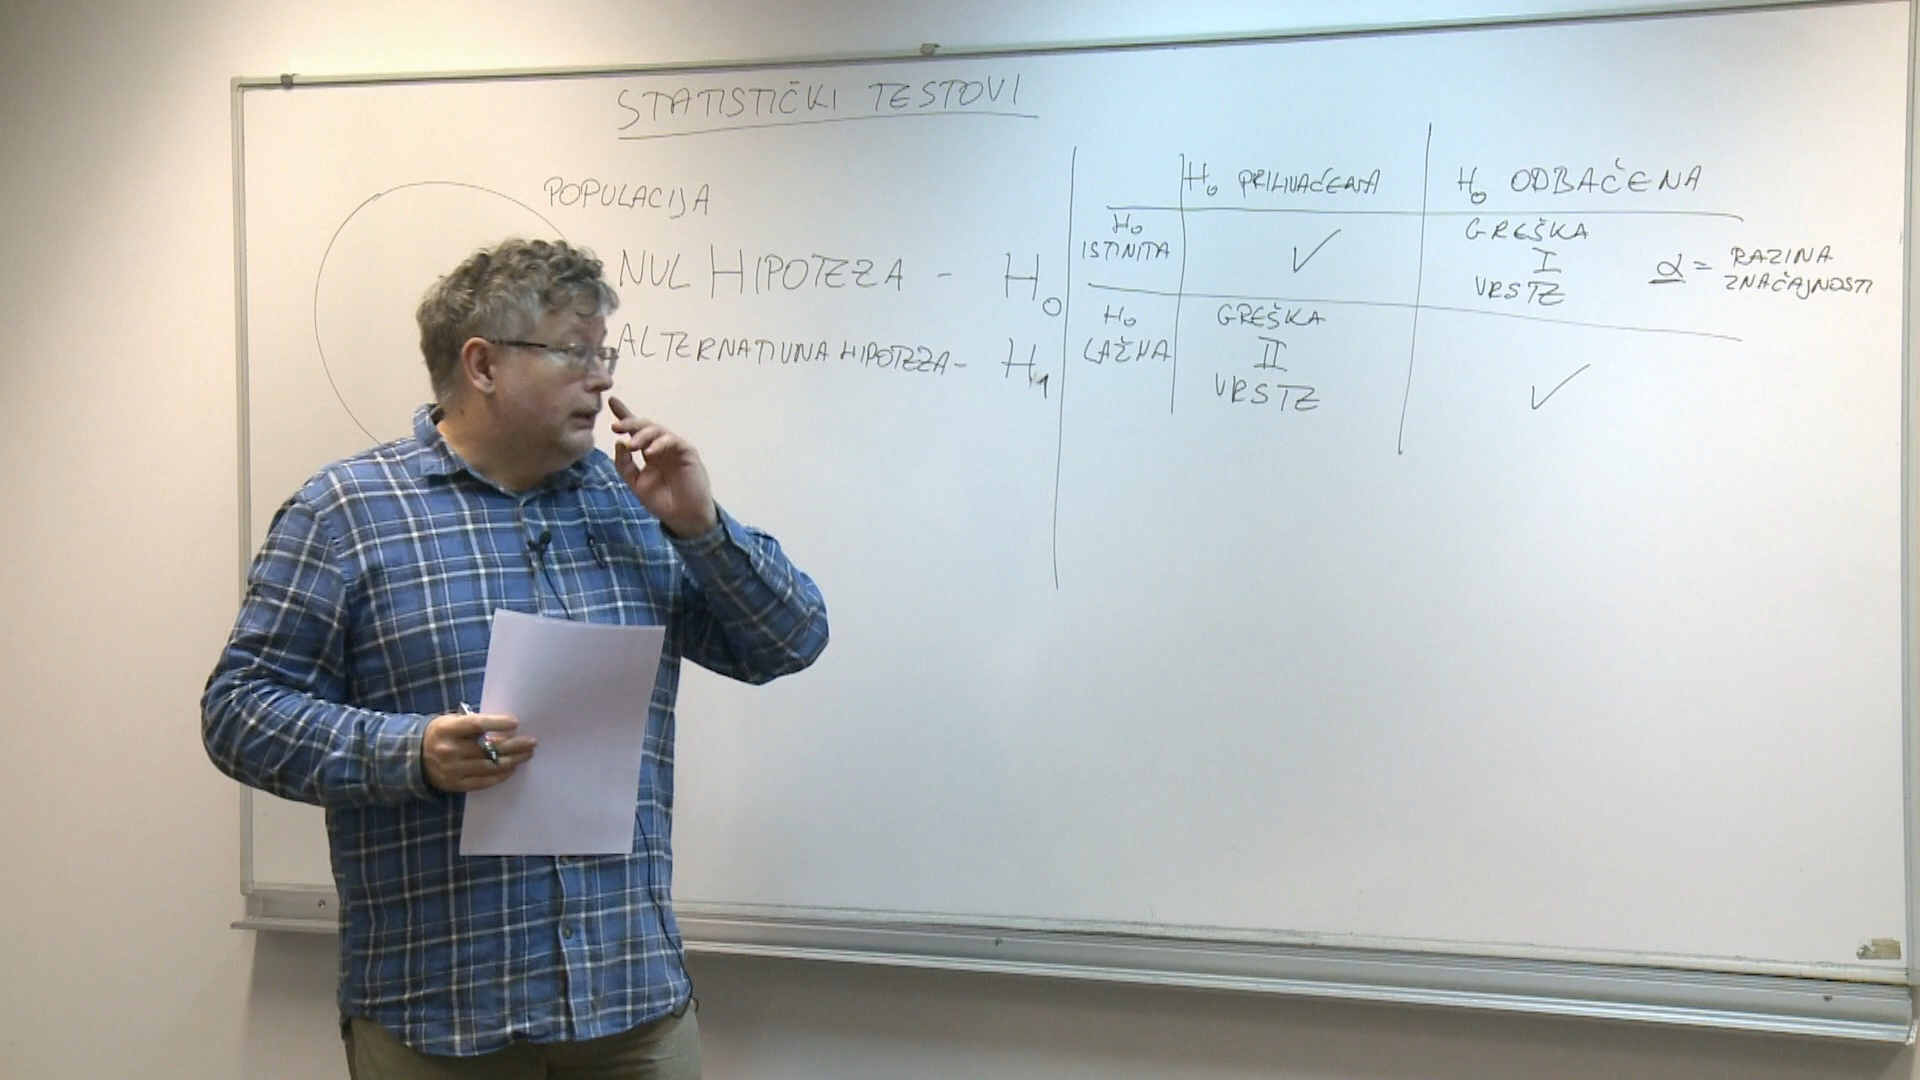 STATISTIČKI TESTOVI
POPULACIJA
NUL HIPOTEZA - H₀
ALTERNATIVNA HIPOTEZA - H₁
H₀ PRIHVAĆENA
H₀ ODBAČENA
H₀
ISTINITA
✓
GREŠKA
I
VRSTE
α = RAZINA
ZNAČAJNOSTI
H₀
LAŽNA
GREŠKA
II
VRSTE
✓